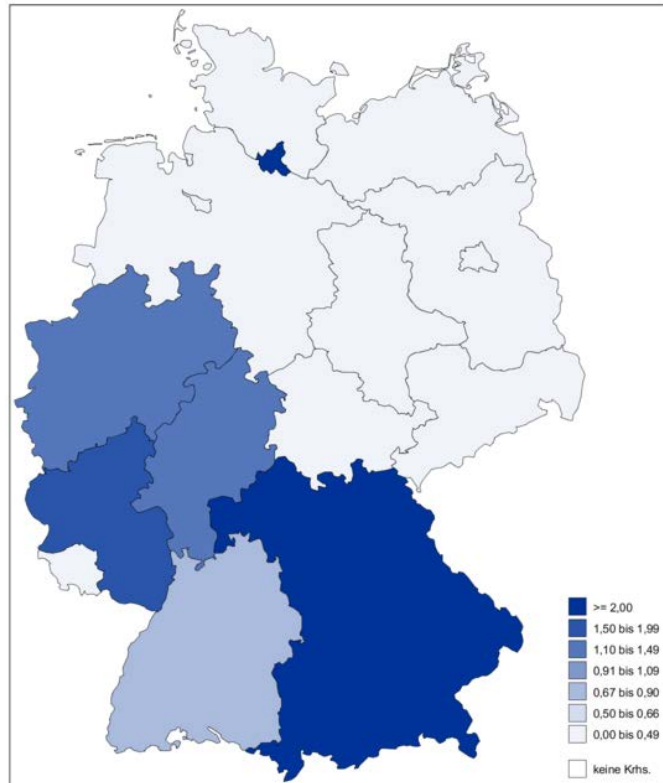 >= 2,00
1,50 bis 1,99
1,10 bis 1,49
0,91 bis 1,09
0,67 bis 0,90
0,50 bis 0,66
0,00 bis 0,49
keine Krhs.